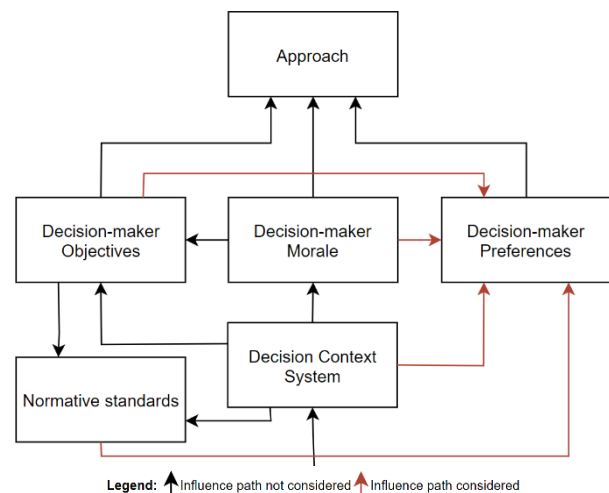 Approach
Decision-maker
Objectives
Decision-maker
Morale
Decision-maker
Preferences
Decision Context
System
Normative standards
Legend: Influence path not considered Influence path considered